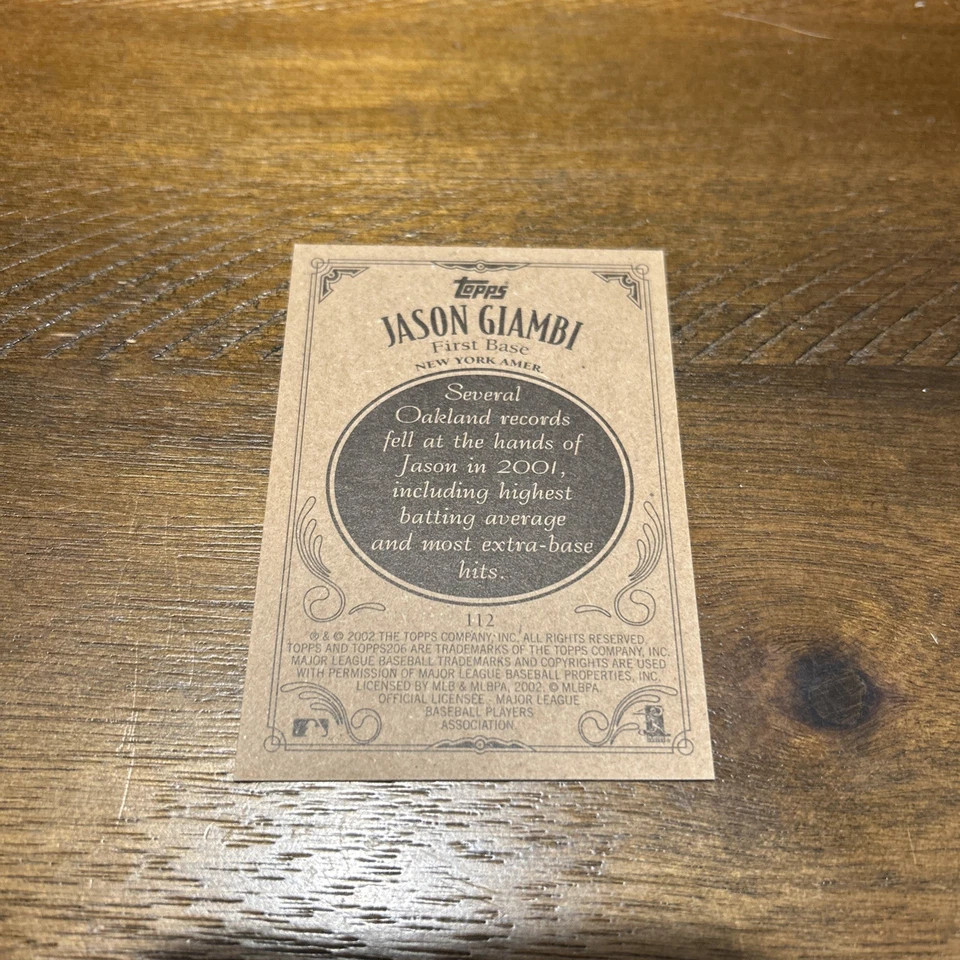 Topps
JASON GIAMBI
First Base
NEW YORK AMER.
Several
Oakland records
fell at the hands of
Jason in 2001,
including highest
batting average
and most extra-base
hits.
112
® & © 2002 THE TOPPS COMPANY, INC. ALL RIGHTS RESERVED.
TOPPS AND TOPPS206 ARE TRADEMARKS OF THE TOPPS COMPANY, INC.
MAJOR LEAGUE BASEBALL TRADEMARKS AND COPYRIGHTS ARE USED
WITH PERMISSION OF MAJOR LEAGUE BASEBALL PROPERTIES, INC.
LICENSED BY MLB & MLBPA, 2002. © MLBPA.
OFFICIAL LICENSEE - MAJOR LEAGUE
BASEBALL PLAYERS
ASSOCIATION.